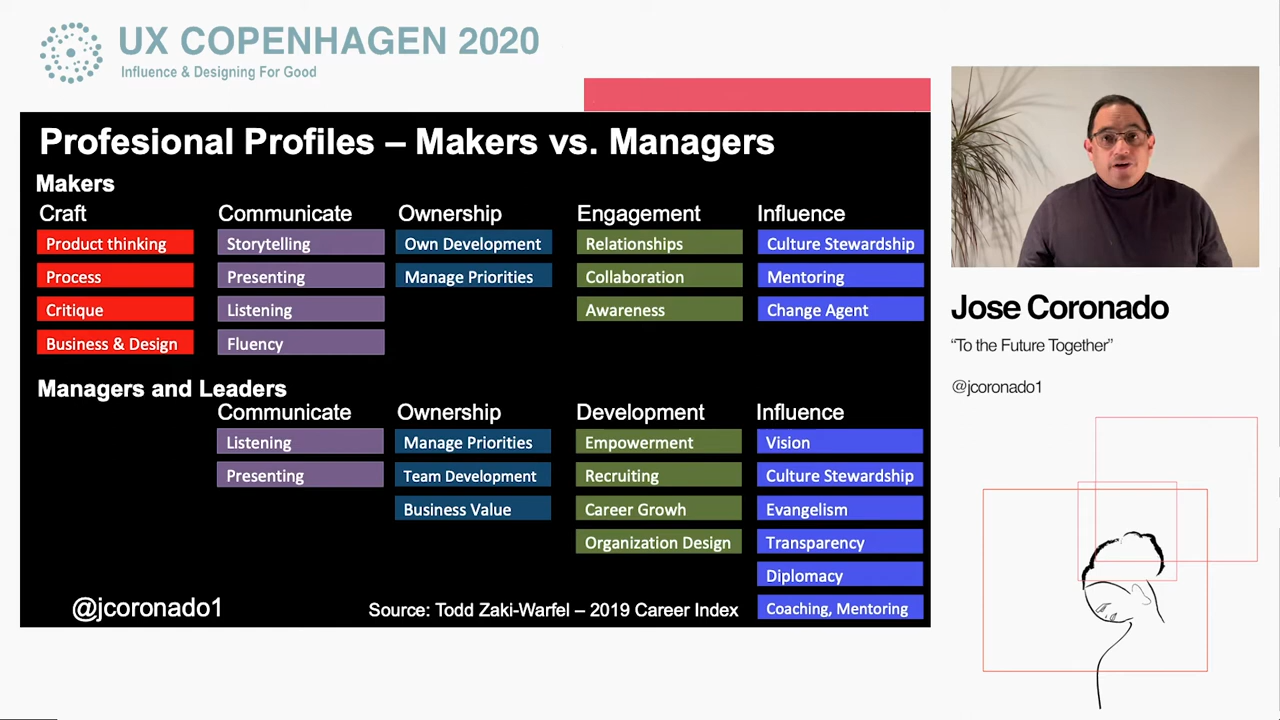 UX COPENHAGEN 2020
Influence & Designing For Good
Profesional Profiles – Makers vs. Managers
Makers
Craft
Product thinking
Process
Critique
Business & Design
Communicate
Storytelling
Presenting
Listening
Fluency
Ownership
Own Development
Manage Priorities
Engagement
Relationships
Collaboration
Awareness
Influence
Culture Stewardship
Mentoring
Change Agent
Managers and Leaders
Communicate
Listening
Presenting
Ownership
Manage Priorities
Team Development
Business Value
Development
Empowerment
Recruiting
Career Growh
Organization Design
Influence
Vision
Culture Stewardship
Evangelism
Transparency
Diplomacy
Coaching, Mentoring
@jcoronado1
Source: Todd Zaki-Warfel – 2019 Career Index
Jose Coronado
“To the Future Together”
@jcoronado1